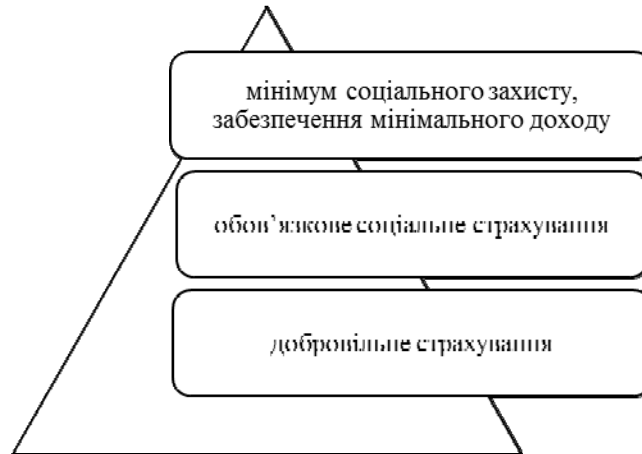 мінімум соціального захисту,
забезпечення мінімального доходу
обов’язкове соціальне страхування
добровільне страхування